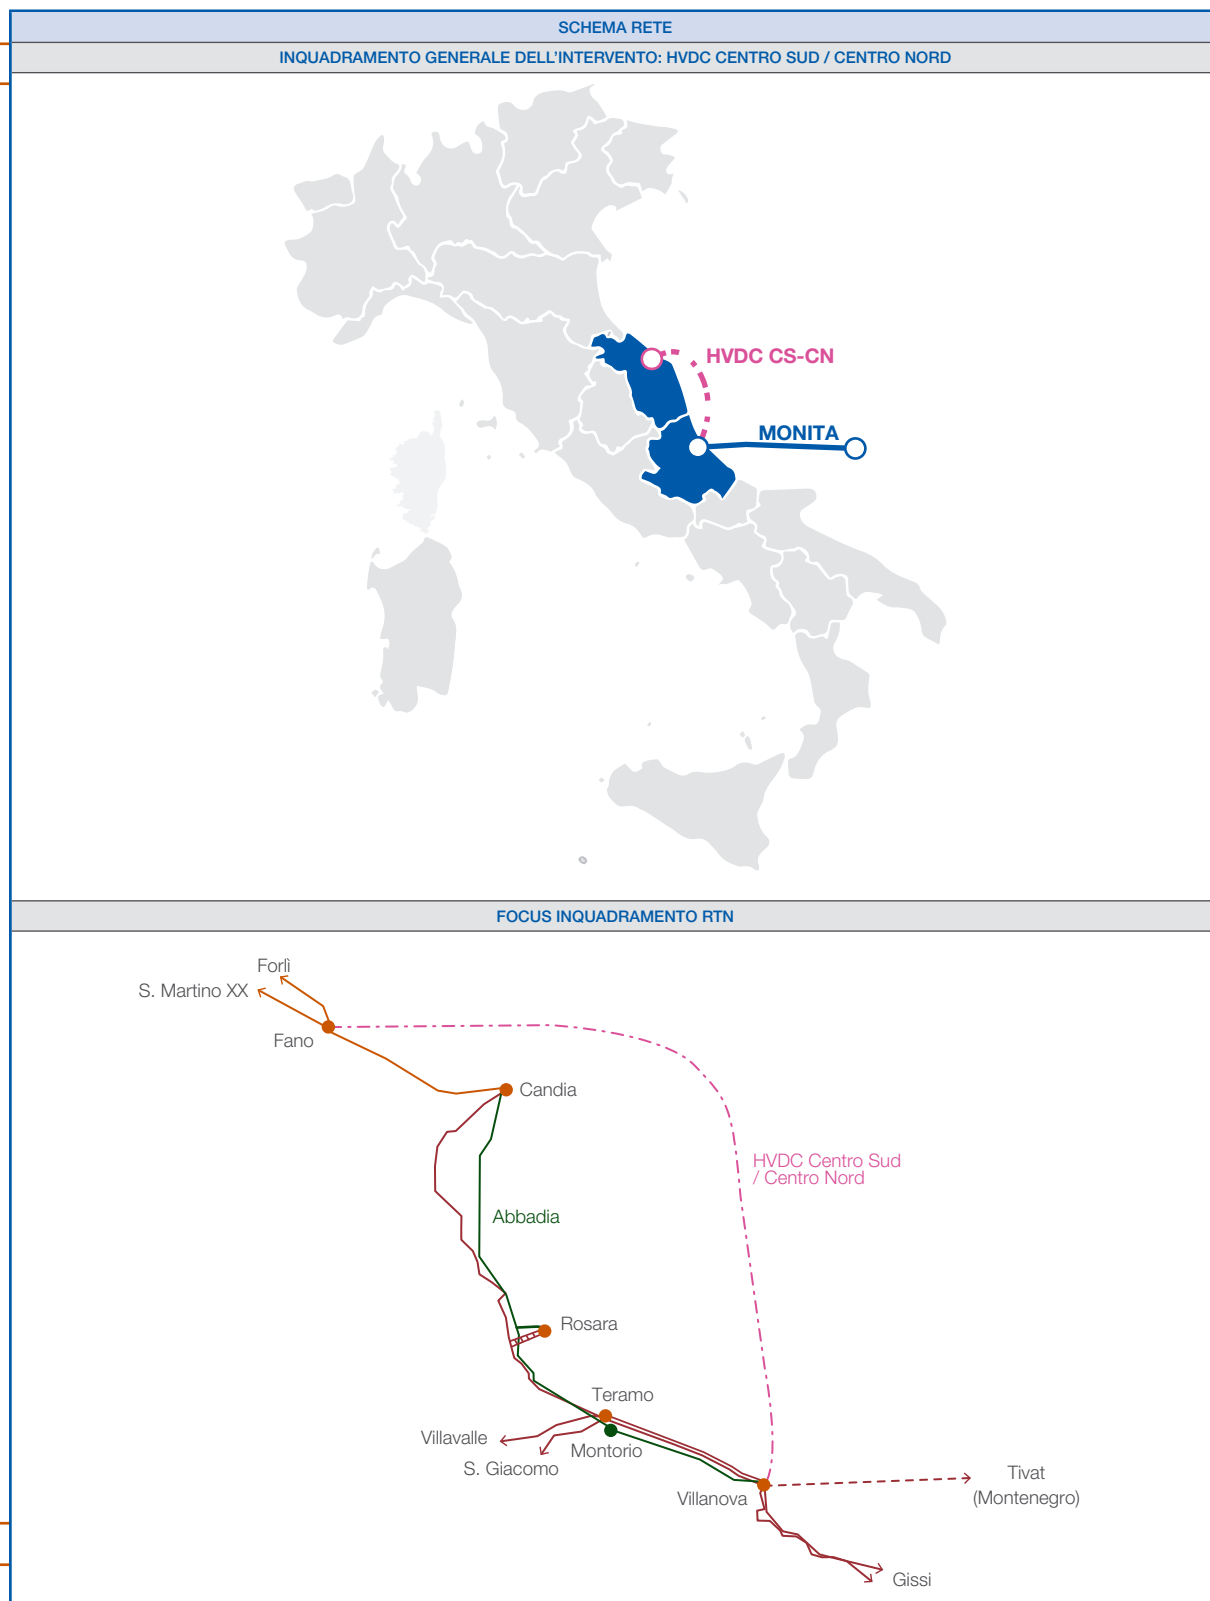 SCHEMA RETE
INQUADRAMENTO GENERALE DELL'INTERVENTO: HVDC CENTRO SUD / CENTRO NORD
HVDC CS-CN
MONITA
FOCUS INQUADRAMENTO RTN
Forlì
S. Martino XX
Fano
Candia
HVDC Centro Sud
/ Centro Nord
Abbadia
Rosara
Teramo
Villavalle
Montorio
S. Giacomo
Villanova
Tivat
(Montenegro)
Gissi